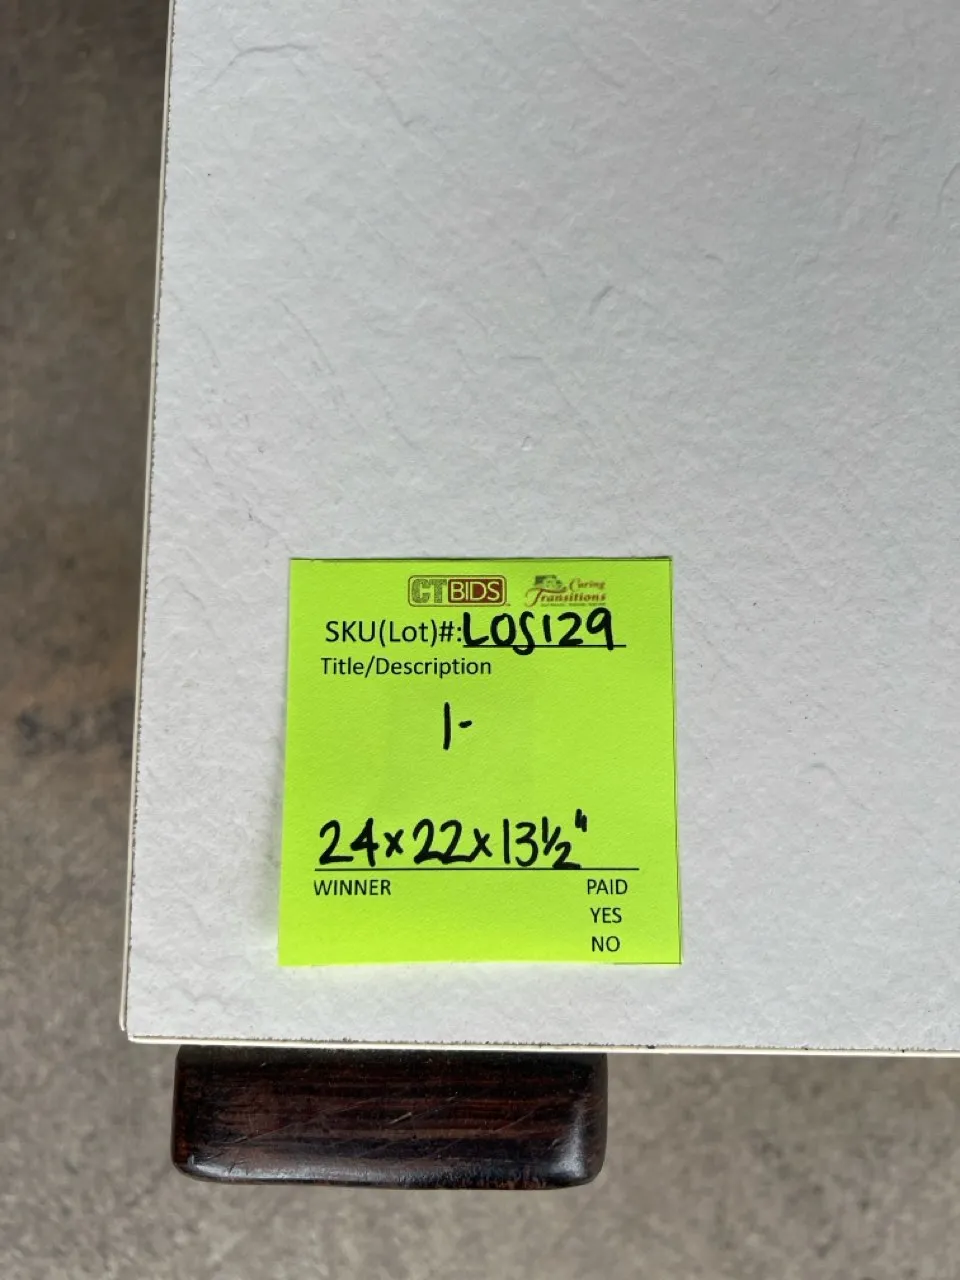 CTBIDS Caring Transitions
SKU(Lot)#: LOS129
Title/Description
1-
24x22x13½"
WINNER PAID
YES
NO